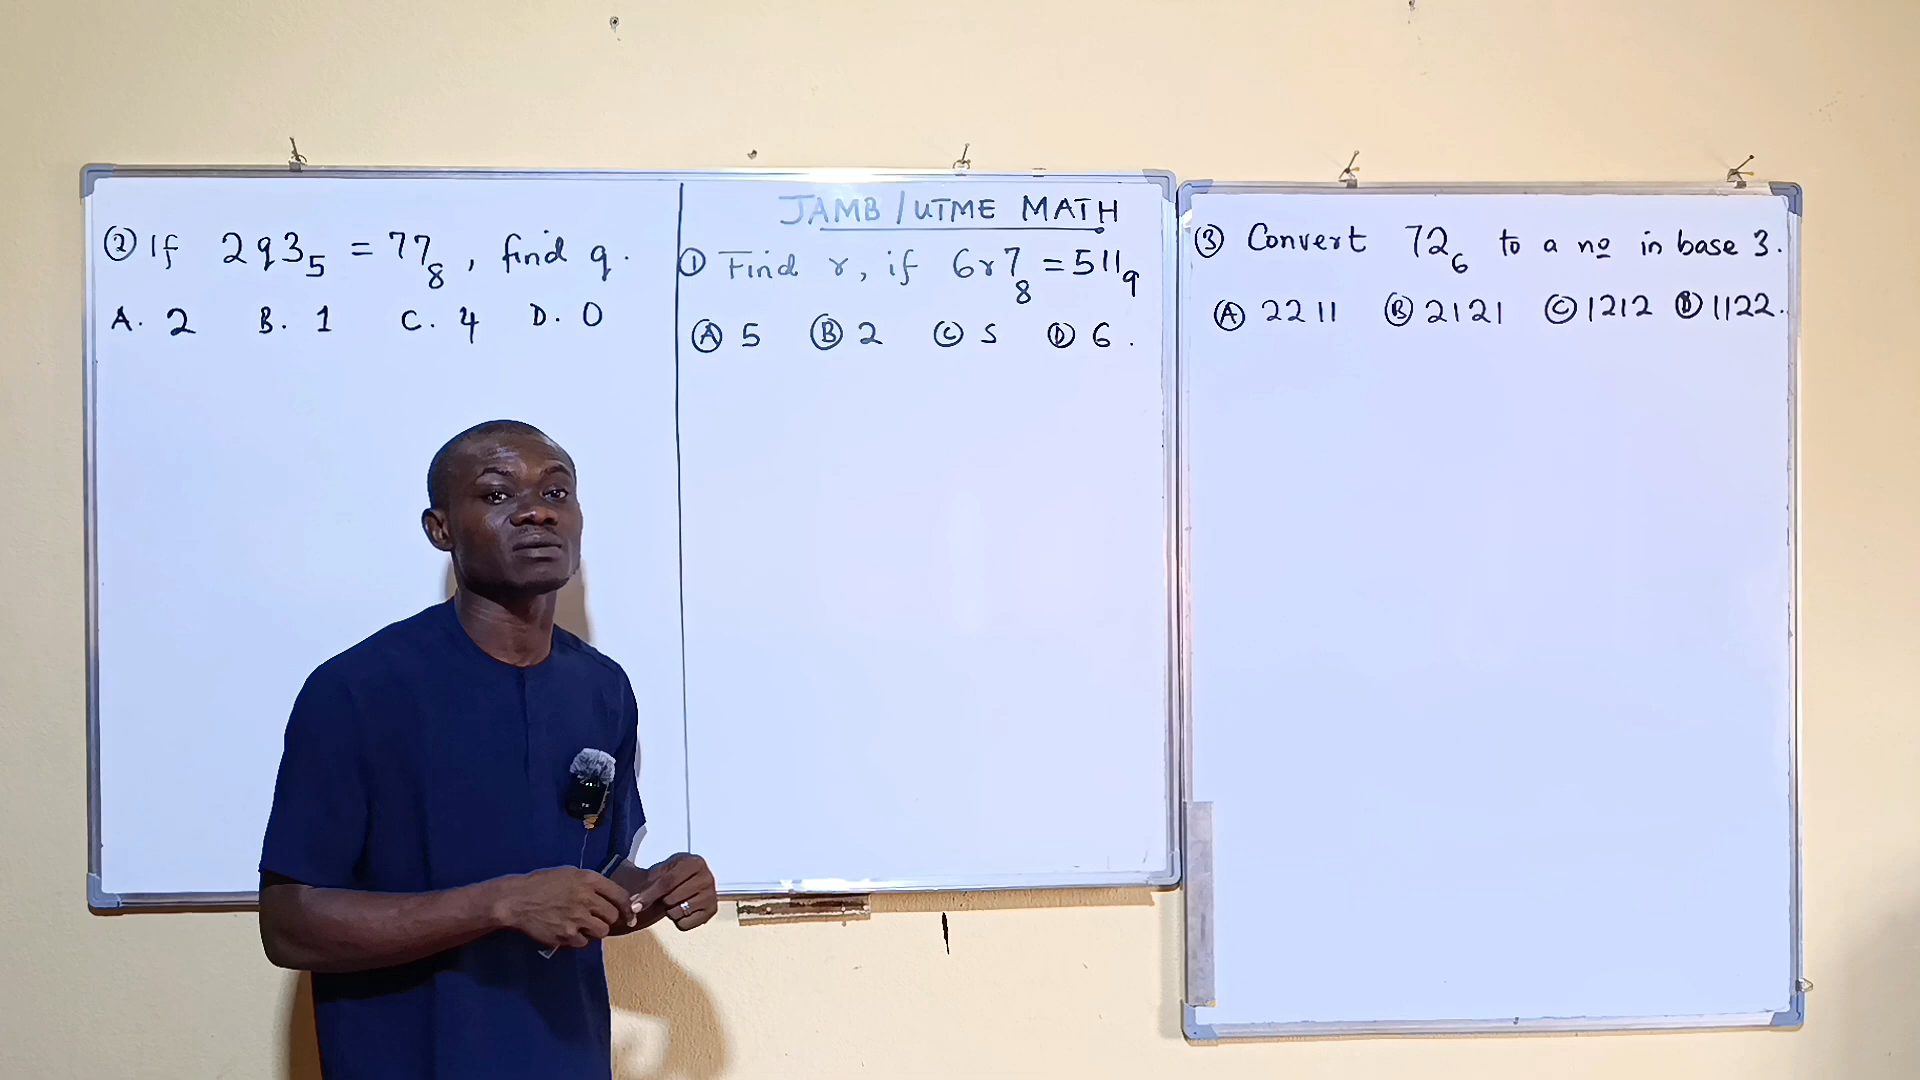 JAMB/UTME MATH
① Find r, if 6r7₈ = 511₉
Ⓐ 5 Ⓑ 2 Ⓒ 5 Ⓓ 6.
② If 2q3₅ = 77₈, find q.
A. 2 B. 1 C. 4 D. 0
③ Convert 72₆ to a no in base 3.
Ⓐ 2211 Ⓑ 2121 Ⓒ 1212 Ⓓ 1122.